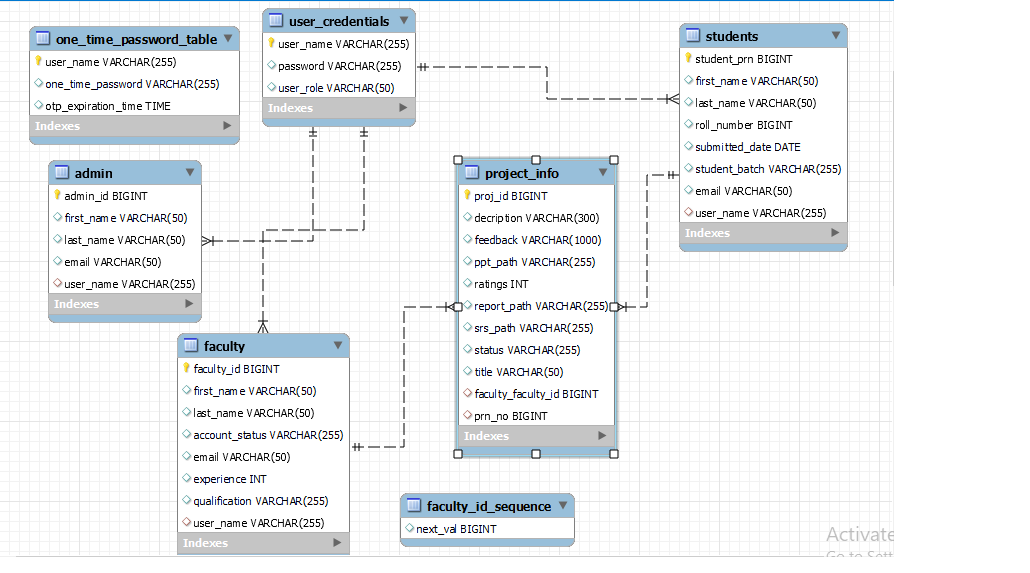 one_time_password_table
user_name VARCHAR(255)
one_time_password VARCHAR(255)
otp_expiration_time TIME
Indexes
user_credentials
user_name VARCHAR(255)
password VARCHAR(255)
user_role VARCHAR(50)
Indexes
students
student_prn BIGINT
first_name VARCHAR(50)
last_name VARCHAR(50)
roll_number BIGINT
submitted_date DATE
student_batch VARCHAR(255)
email VARCHAR(50)
user_name VARCHAR(255)
Indexes
admin
admin_id BIGINT
first_name VARCHAR(50)
last_name VARCHAR(50)
email VARCHAR(50)
user_name VARCHAR(255)
Indexes
project_info
proj_id BIGINT
decription VARCHAR(300)
feedback VARCHAR(1000)
ppt_path VARCHAR(255)
ratings INT
report_path VARCHAR(255)
srs_path VARCHAR(255)
status VARCHAR(255)
title VARCHAR(50)
faculty_faculty_id BIGINT
prn_no BIGINT
Indexes
faculty
faculty_id BIGINT
first_name VARCHAR(50)
last_name VARCHAR(50)
account_status VARCHAR(255)
email VARCHAR(50)
experience INT
qualification VARCHAR(255)
user_name VARCHAR(255)
Indexes
faculty_id_sequence
next_val BIGINT
Activate
Go to Sett